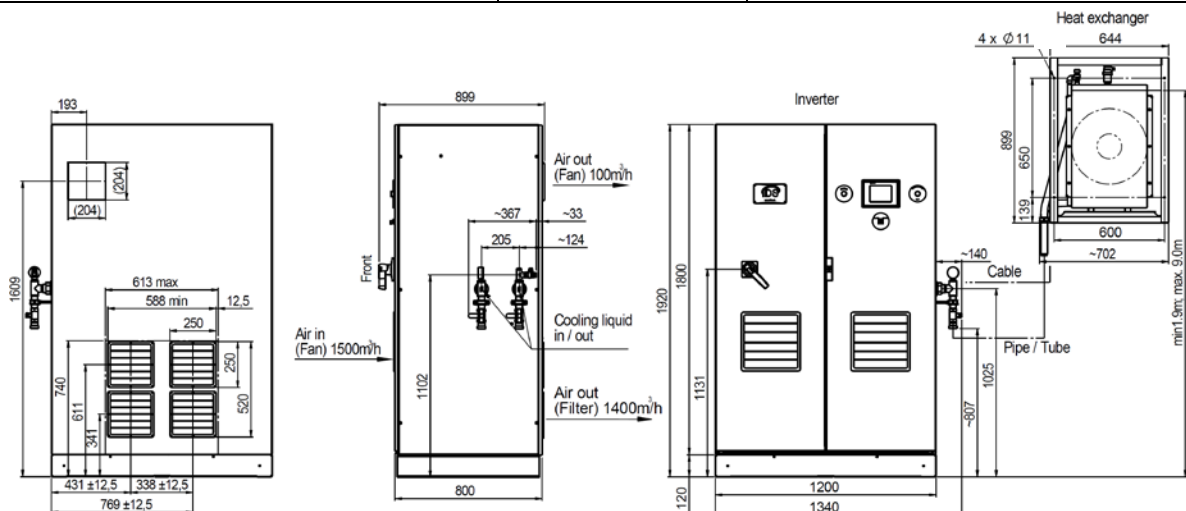 Heat exchanger
4 x Ø 11
644
193
899
Inverter
(204)
(204)
Air out
(Fan) 100m³/h
899
650
139
600
~702
~367
~33
205
~124
Front
1609
613 max
588 min
12,5
250
250
520
740
611
341
Air in
(Fan) 1500m³/h
1102
Cooling liquid
in / out
Air out
(Filter) 1400m³/h
1920
1800
1131
~140
Cable
Pipe / Tube
1025
~807
min1.9m; max. 9.0m
431 ±12,5
338 ±12,5
769 ±12,5
800
120
1200
1340